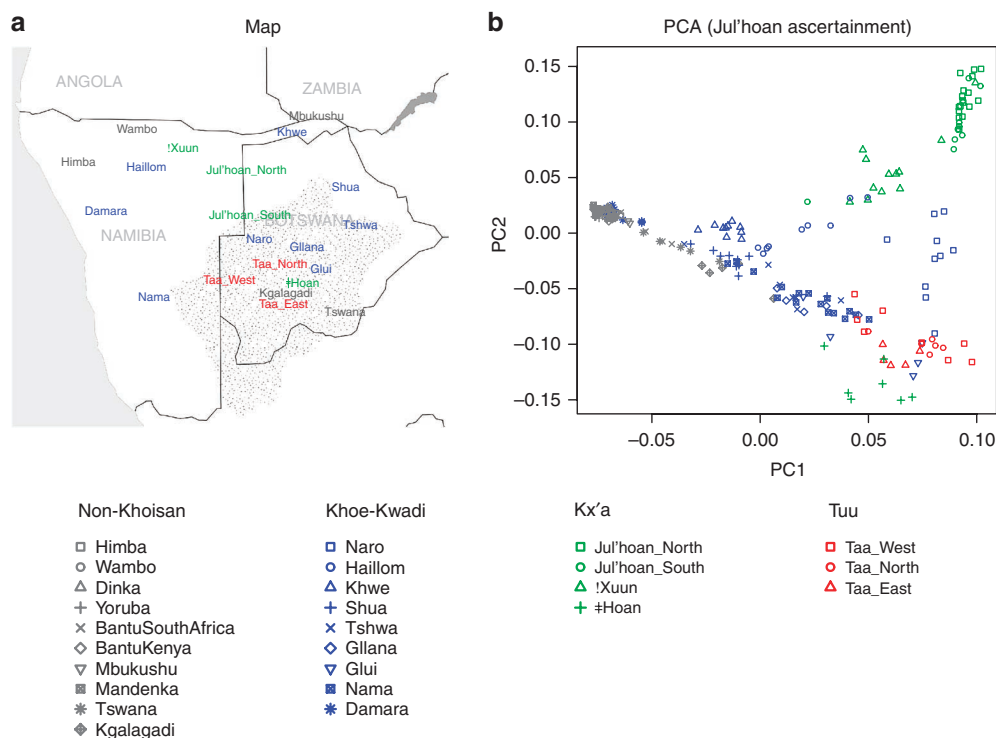 a
Map
ANGOLA
ZAMBIA
Mbukushu
Wambo
Khwe
!Xuun
Himba
Haillom
Jul'hoan_North
Shua
Damara
Jul'hoan_South
BOTSWANA
Tshwa
NAMIBIA
Naro
Gllana
Taa_North
Glui
Taa_West
ǂHoan
Kgalagadi
Nama
Taa_East
Tswana
b
PCA (Jul'hoan ascertainment)
0.15
0.10
0.05
0.00
−0.05
−0.10
−0.15
PC2
−0.05
0.00
0.05
0.10
PC1
Non-Khoisan
Himba
Wambo
Dinka
Yoruba
BantuSouthAfrica
BantuKenya
Mbukushu
Mandenka
Tswana
Kgalagadi
Khoe-Kwadi
Naro
Haillom
Khwe
Shua
Tshwa
Gllana
Glui
Nama
Damara
Kx'a
Jul'hoan_North
Jul'hoan_South
!Xuun
ǂHoan
Tuu
Taa_West
Taa_North
Taa_East